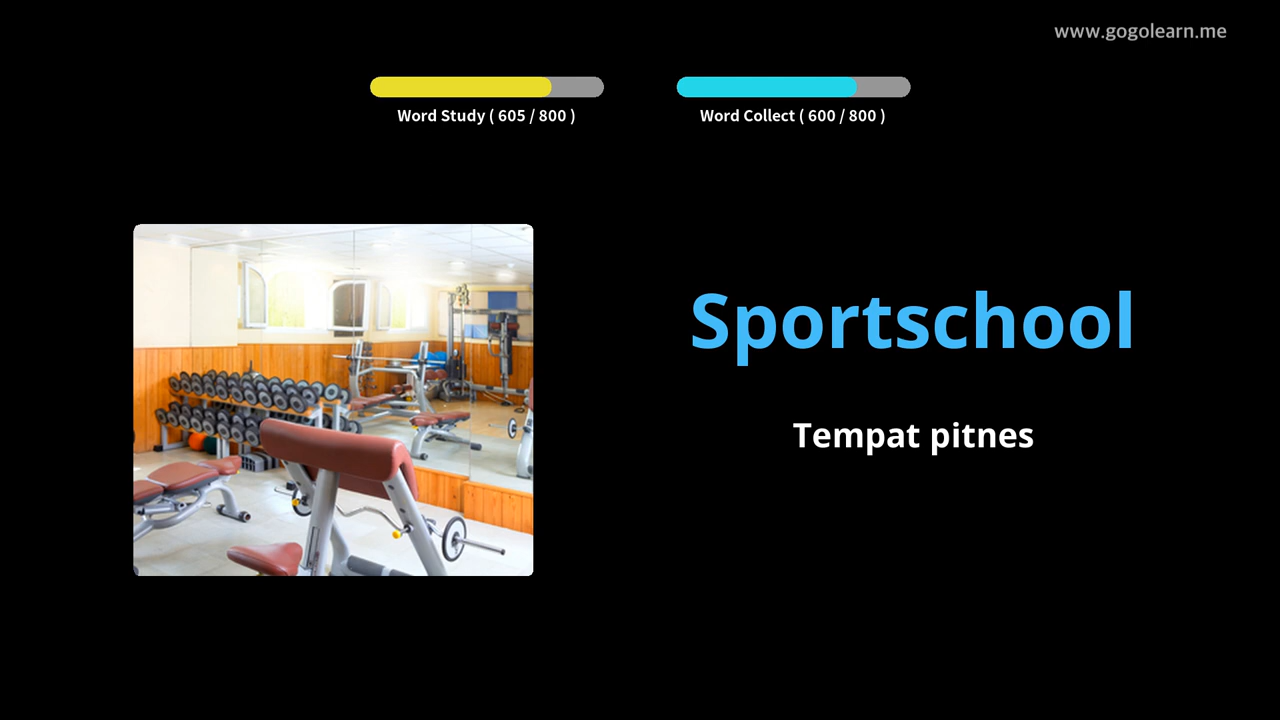 www.gogolearn.me
Word Study ( 605 / 800 )
Word Collect ( 600 / 800 )
Sportschool
Tempat pitnes